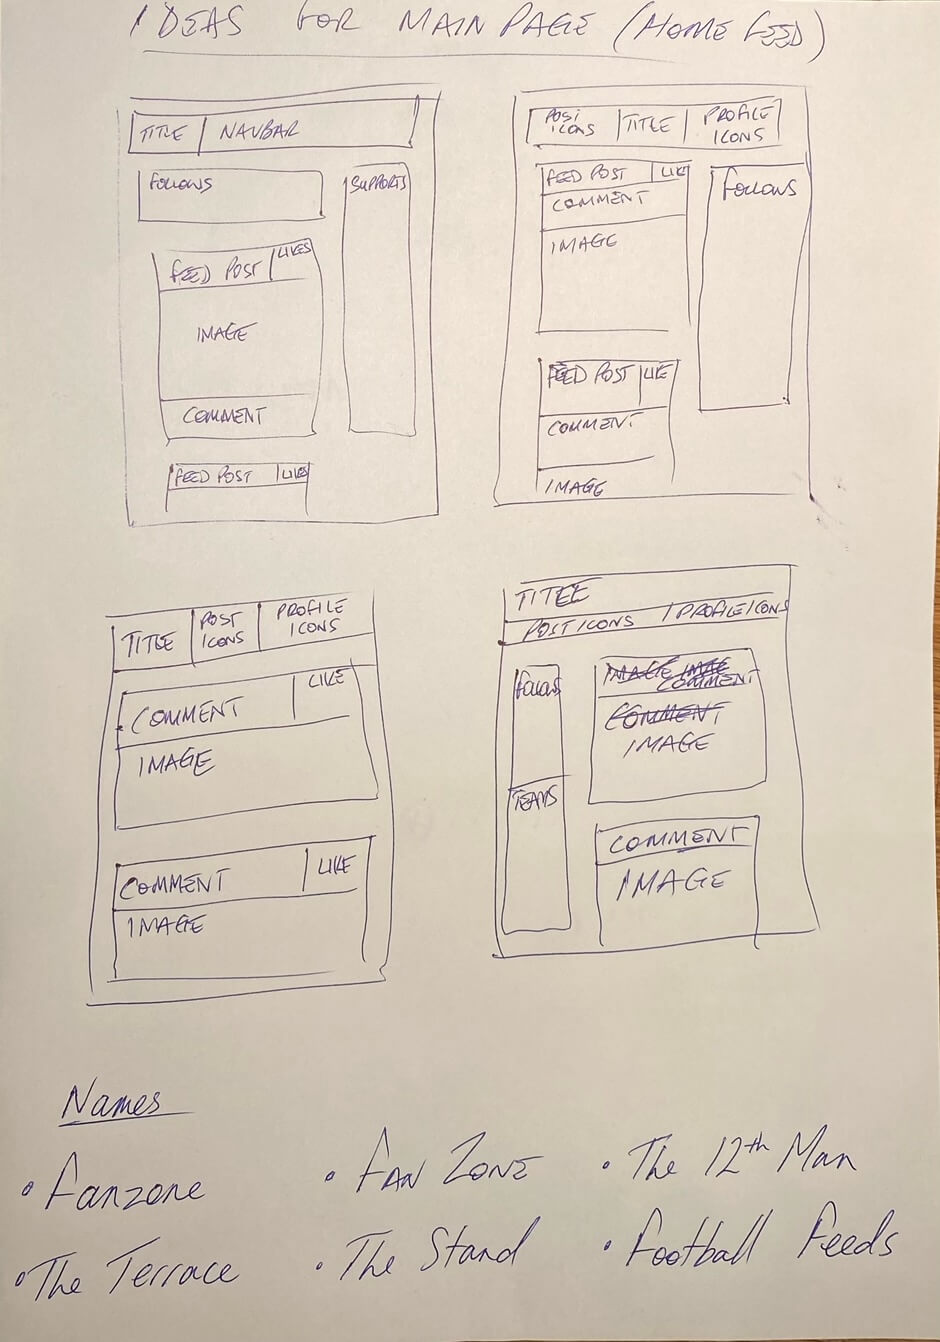 IDEAS FOR MAIN PAGE (HOME FEED)
TITLE NAVBAR
FOLLOWS
SUPPORTS
FEED POST LIKES
IMAGE
COMMENT
FEED POST LIKES
POST ICONS TITLE PROFILE ICONS
FEED POST LIKE
COMMENT
IMAGE
FOLLOWS
FEED POST LIKE
COMMENT
IMAGE
TITLE POST ICONS PROFILE ICONS
COMMENT LIKE
IMAGE
COMMENT LIKE
IMAGE
TITLE
POST ICONS PROFILE ICONS
FOLLOWS
TEAMS
IMAGE
COMMENT
COMMENT
IMAGE
COMMENT
IMAGE
Names
• Fanzone
• FAN ZONE
• The 12th Man
• The Terrace
• The Stand
• Football Feeds